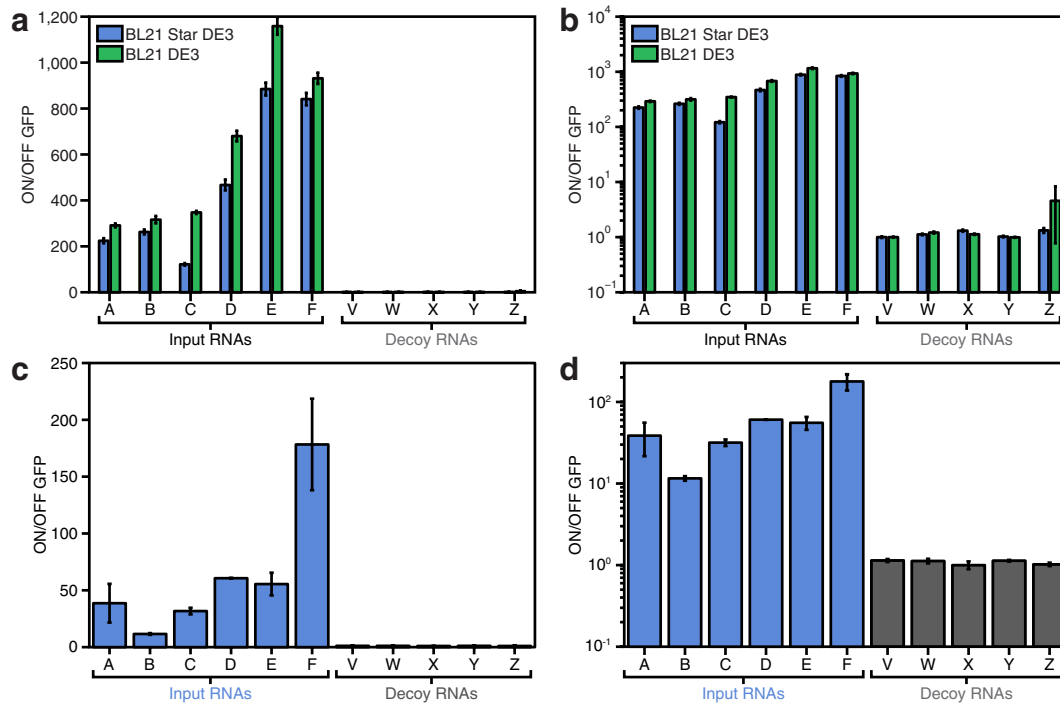 a
ON/OFF GFP
1,200
1,000
800
600
400
200
0
BL21 Star DE3
BL21 DE3
A B C D E F V W X Y Z
Input RNAs Decoy RNAs
b
ON/OFF GFP
10⁴
10³
10²
10¹
10⁰
10⁻¹
BL21 Star DE3
BL21 DE3
A B C D E F V W X Y Z
Input RNAs Decoy RNAs
c
ON/OFF GFP
250
200
150
100
50
0
A B C D E F V W X Y Z
Input RNAs Decoy RNAs
d
ON/OFF GFP
10²
10¹
10⁰
10⁻¹
A B C D E F V W X Y Z
Input RNAs Decoy RNAs